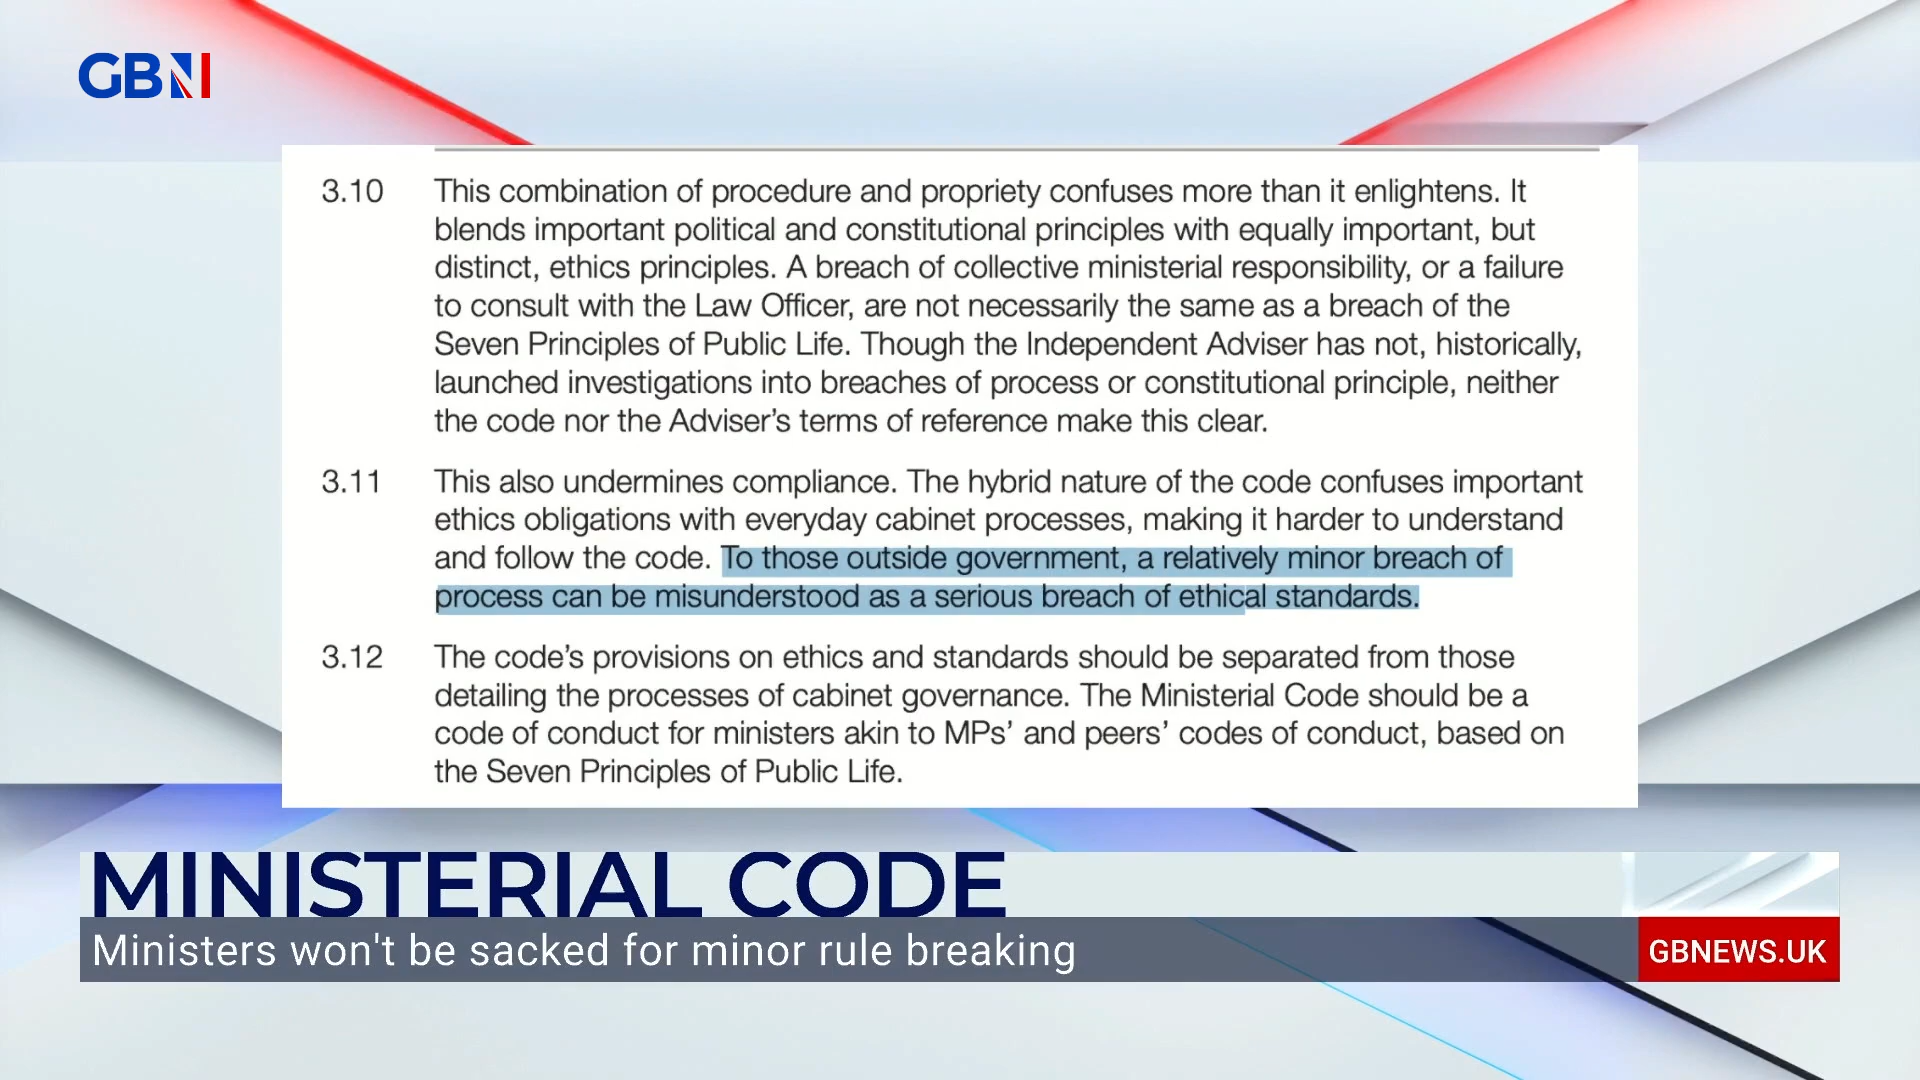 GBN
3.10 This combination of procedure and propriety confuses more than it enlightens. It
blends important political and constitutional principles with equally important, but
distinct, ethics principles. A breach of collective ministerial responsibility, or a failure
to consult with the Law Officer, are not necessarily the same as a breach of the
Seven Principles of Public Life. Though the Independent Adviser has not, historically,
launched investigations into breaches of process or constitutional principle, neither
the code nor the Adviser's terms of reference make this clear.
3.11 This also undermines compliance. The hybrid nature of the code confuses important
ethics obligations with everyday cabinet processes, making it harder to understand
and follow the code. To those outside government, a relatively minor breach of
process can be misunderstood as a serious breach of ethical standards.
3.12 The code's provisions on ethics and standards should be separated from those
detailing the processes of cabinet governance. The Ministerial Code should be a
code of conduct for ministers akin to MPs' and peers' codes of conduct, based on
the Seven Principles of Public Life.
MINISTERIAL CODE
Ministers won't be sacked for minor rule breaking
GBNEWS.UK